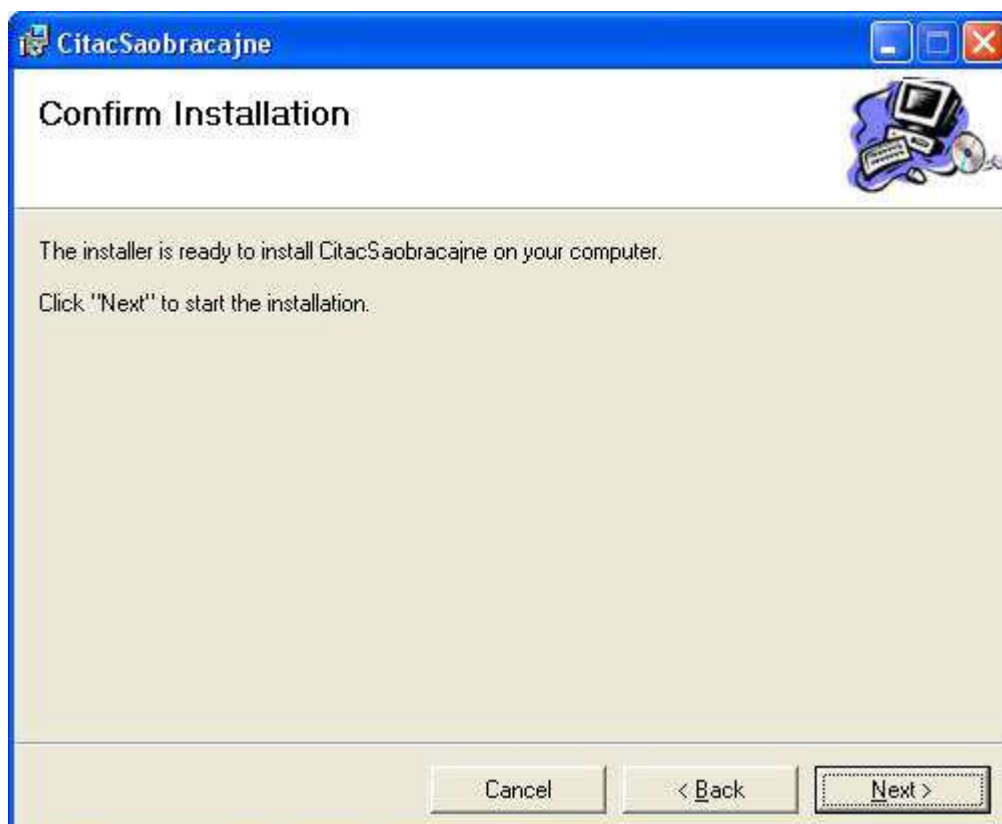 CitacSaobracajne
Confirm Installation
The installer is ready to install CitacSaobracajne on your computer.
Click "Next" to start the installation.
Cancel
< Back
Next >